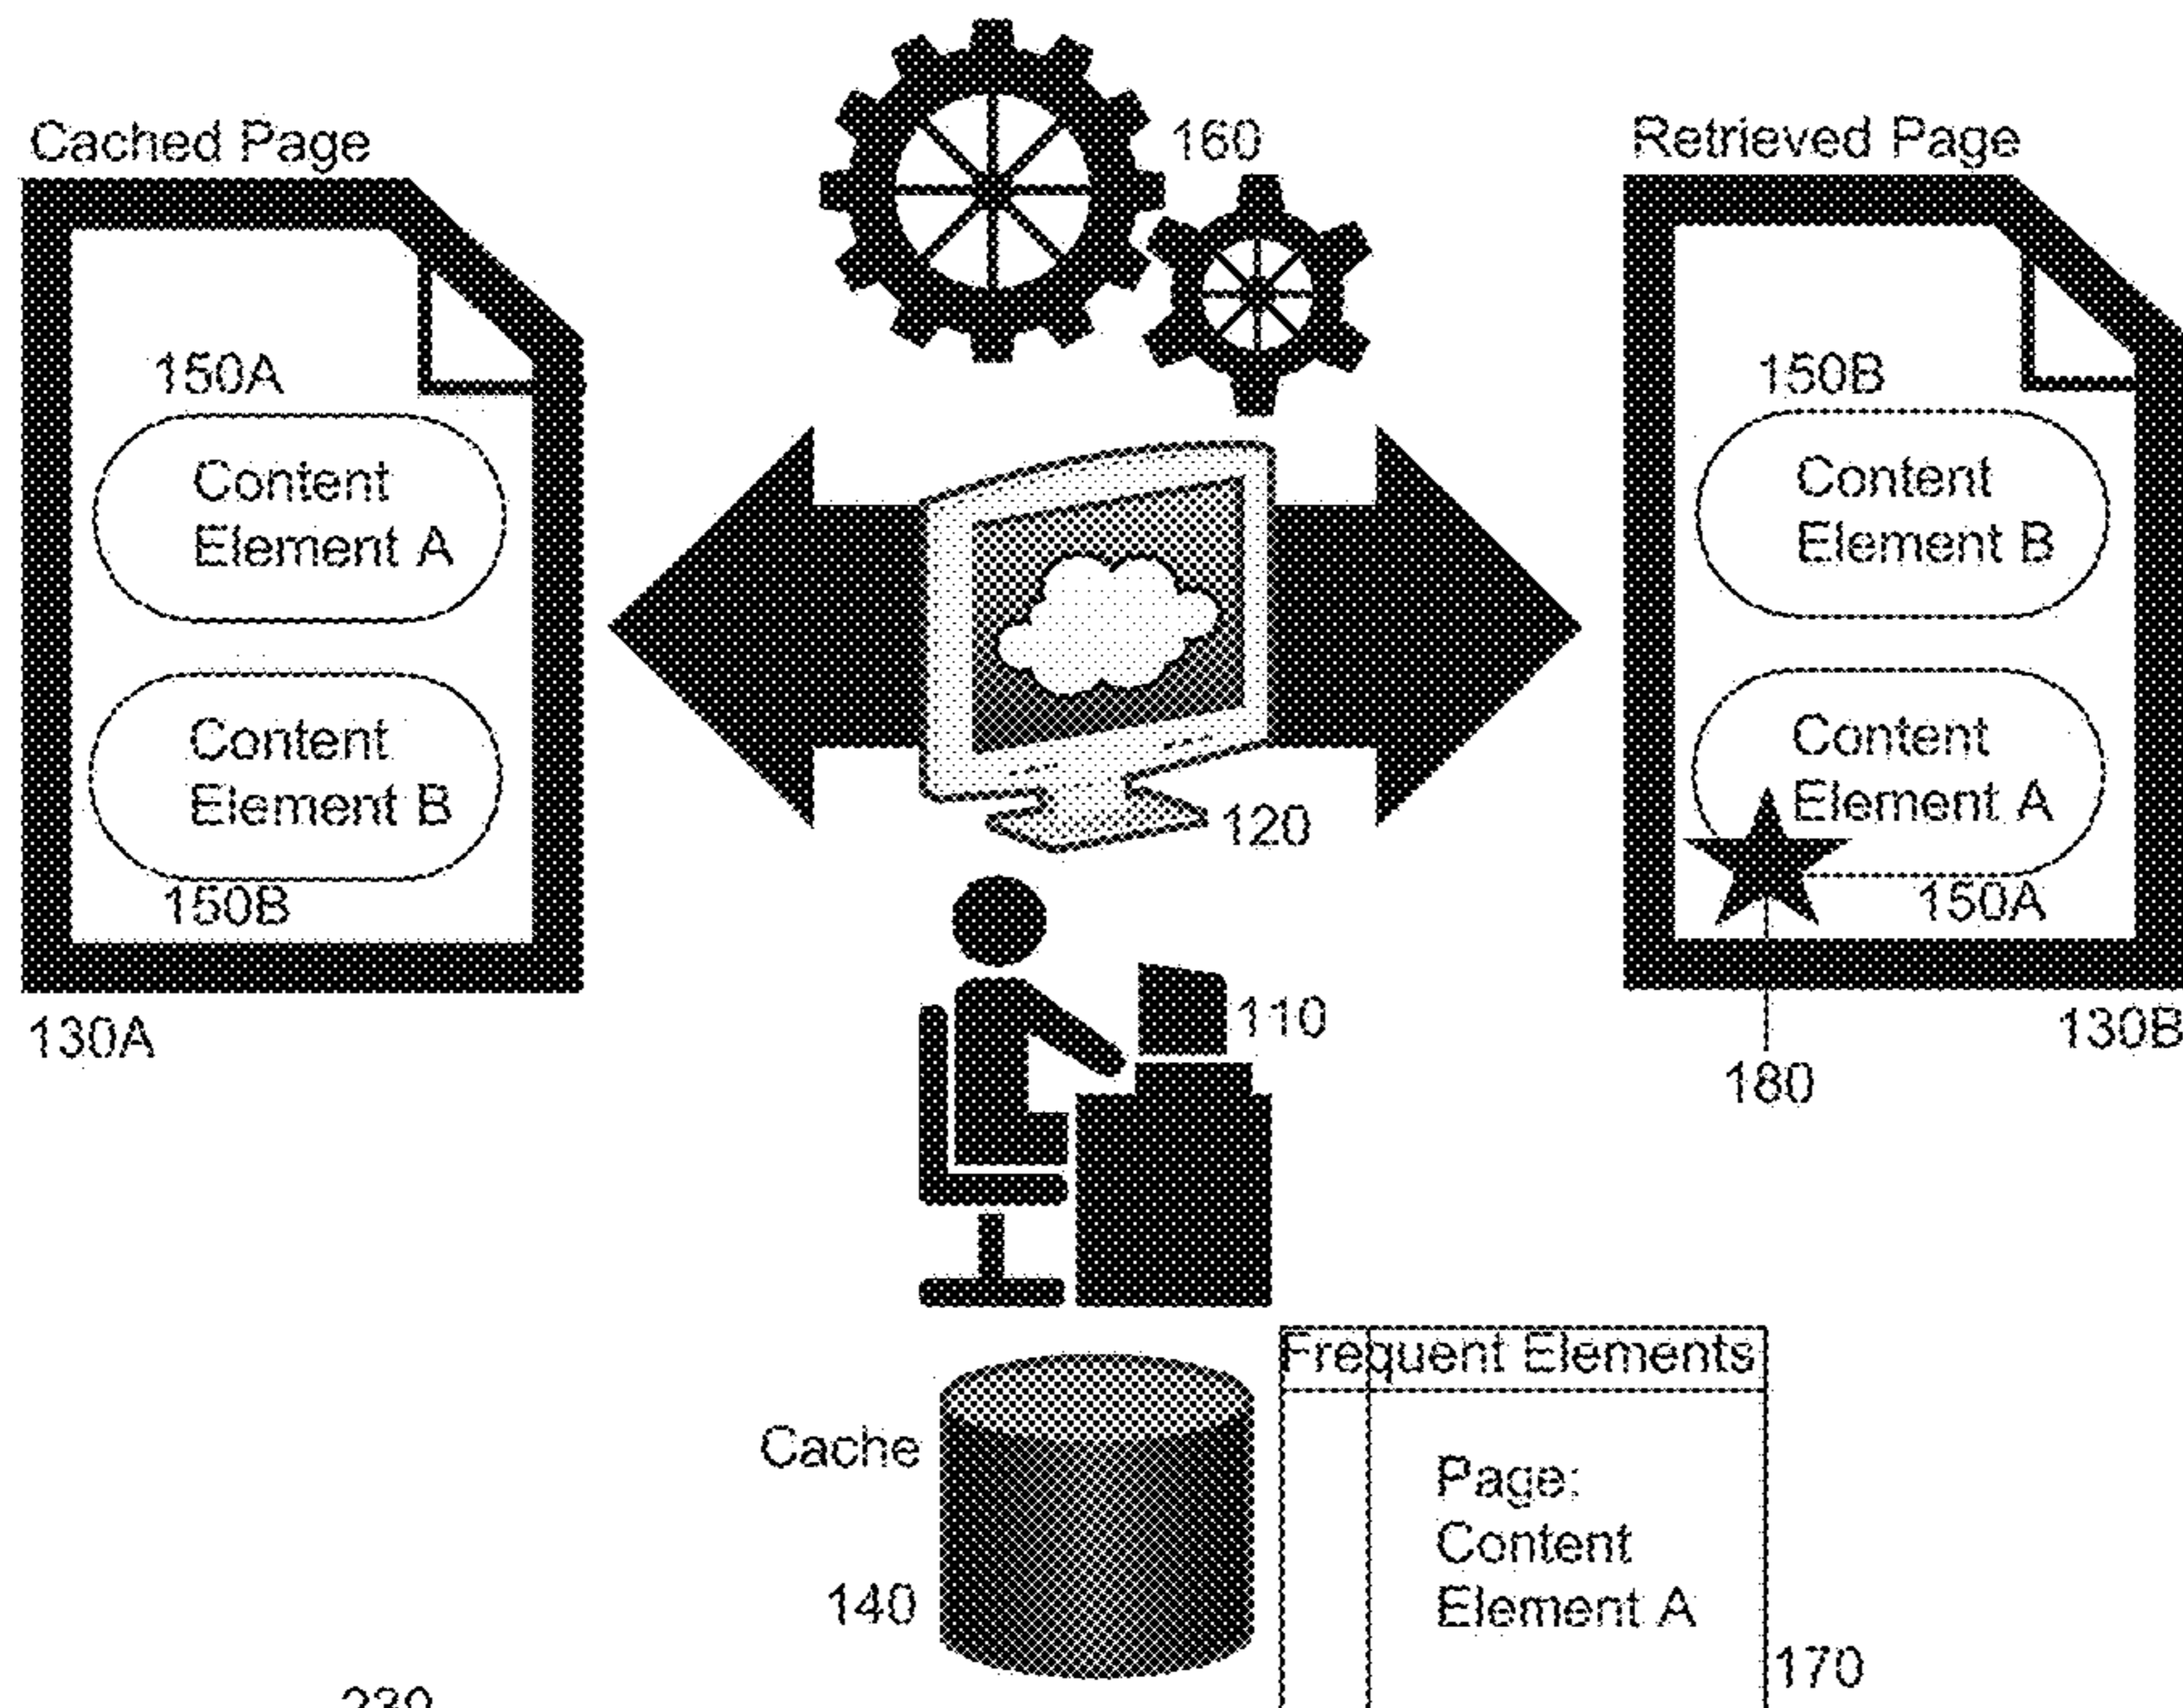 Cached Page
160
Retrieved Page
150A
Content
Element A
Content
Element B
150B
130A
150B
Content
Element B
Content
Element A
150A
130B
180
120
110
Cache
140
Frequent Elements
Page:
Content
Element A
170